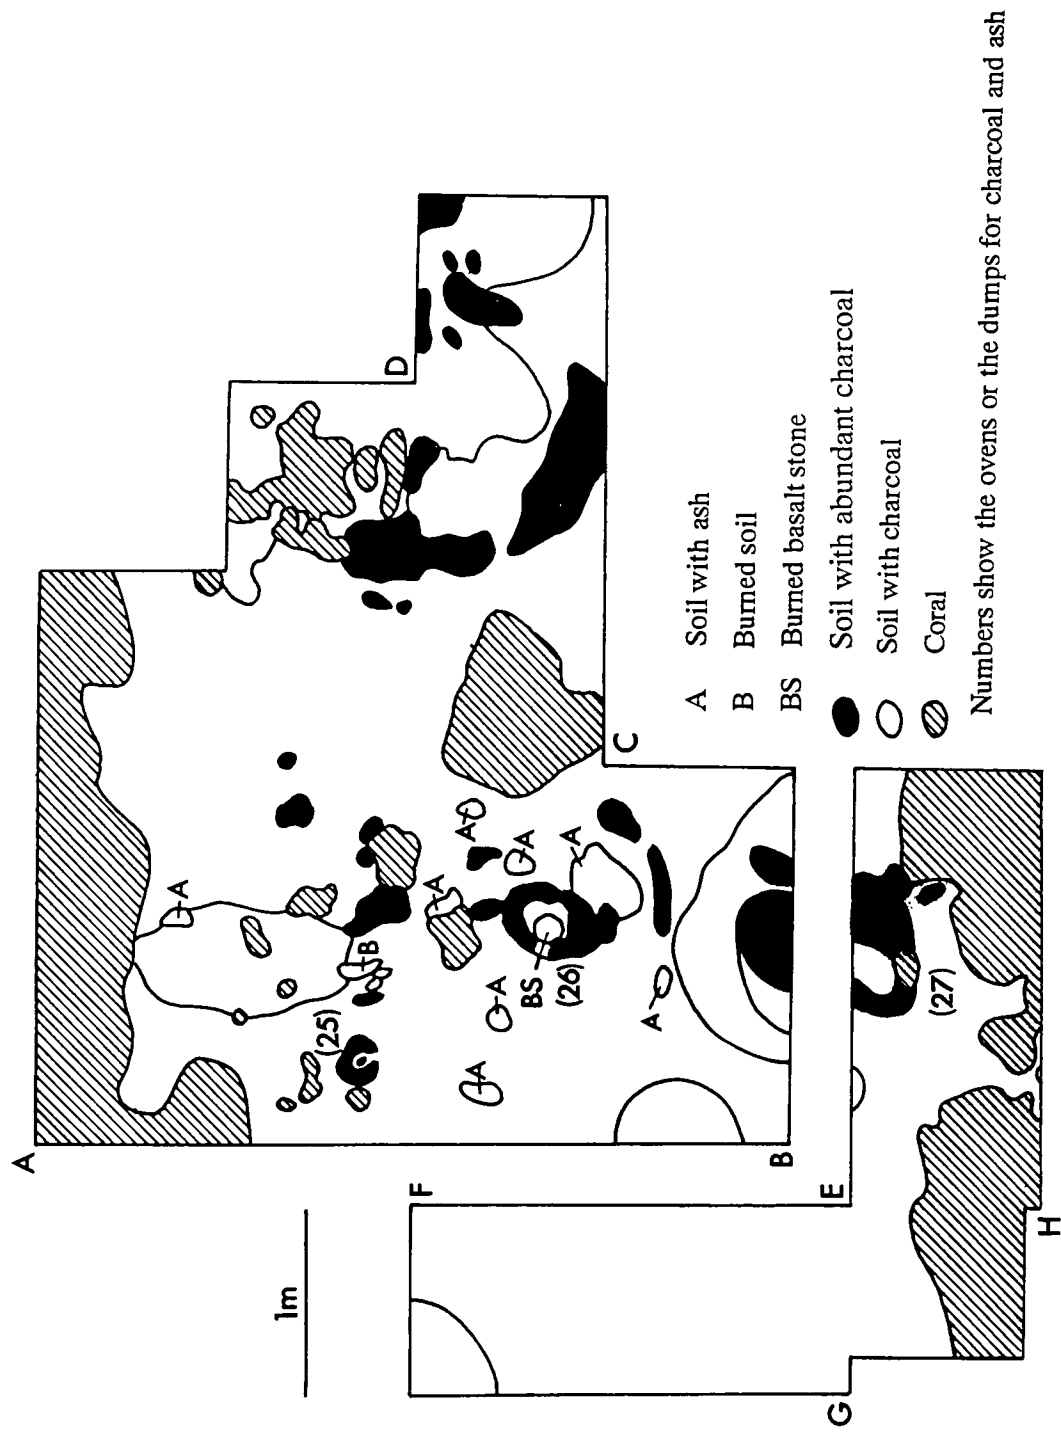 A
B
C
D
E
F
G
H
1m
(25)
(26)
(27)
A
A
A
A
A
A
A
A
B
BS
A Soil with ash
B Burned soil
BS Burned basalt stone
Soil with abundant charcoal
Soil with charcoal
Coral
Numbers show the ovens or the dumps for charcoal and ash